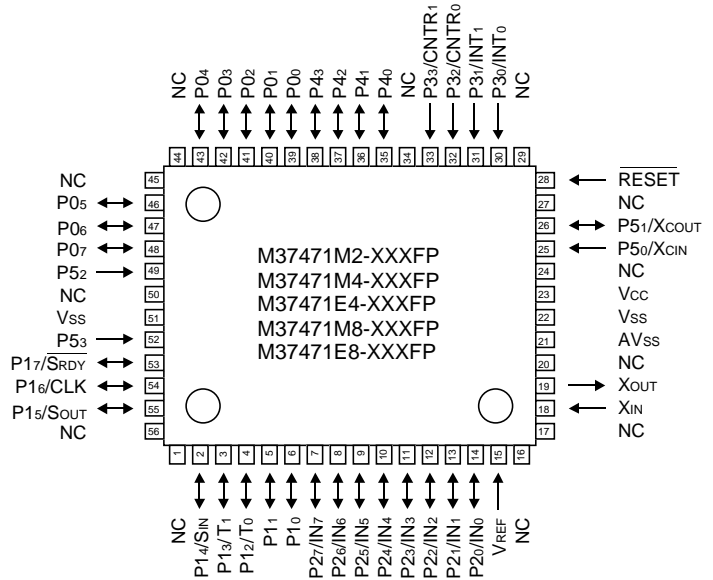 NC
P04
P03
P02
P01
P00
P43
P42
P41
P40
NC
P33/CNTR1
P32/CNTR0
P31/INT1
P30/INT0
NC
44
43
42
41
40
39
38
37
36
35
34
33
32
31
30
29
NC 45
P05 46
P06 47
P07 48
P52 49
NC 50
VSS 51
P53 52
P17/SRDY 53
P16/CLK 54
P15/SOUT 55
NC 56
M37471M2-XXXFP
M37471M4-XXXFP
M37471E4-XXXFP
M37471M8-XXXFP
M37471E8-XXXFP
28 RESET
27 NC
26 P51/XCOUT
25 P50/XCIN
24 NC
23 VCC
22 VSS
21 AVSS
20 NC
19 XOUT
18 XIN
17 NC
1
2
3
4
5
6
7
8
9
10
11
12
13
14
15
16
NC
P14/SIN
P13/T1
P12/T0
P11
P10
P27/IN7
P26/IN6
P25/IN5
P24/IN4
P23/IN3
P22/IN2
P21/IN1
P20/IN0
VREF
NC